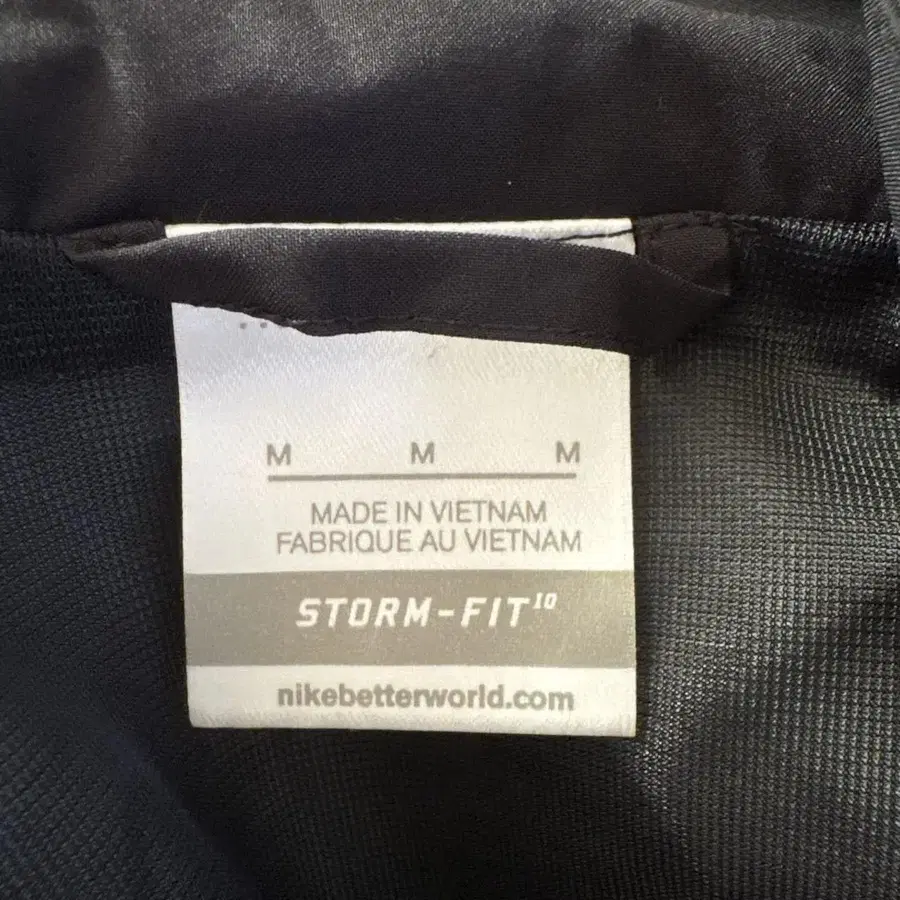 M M M
MADE IN VIETNAM
FABRIQUE AU VIETNAM
STORM-FIT¹⁰
nikebetterworld.com